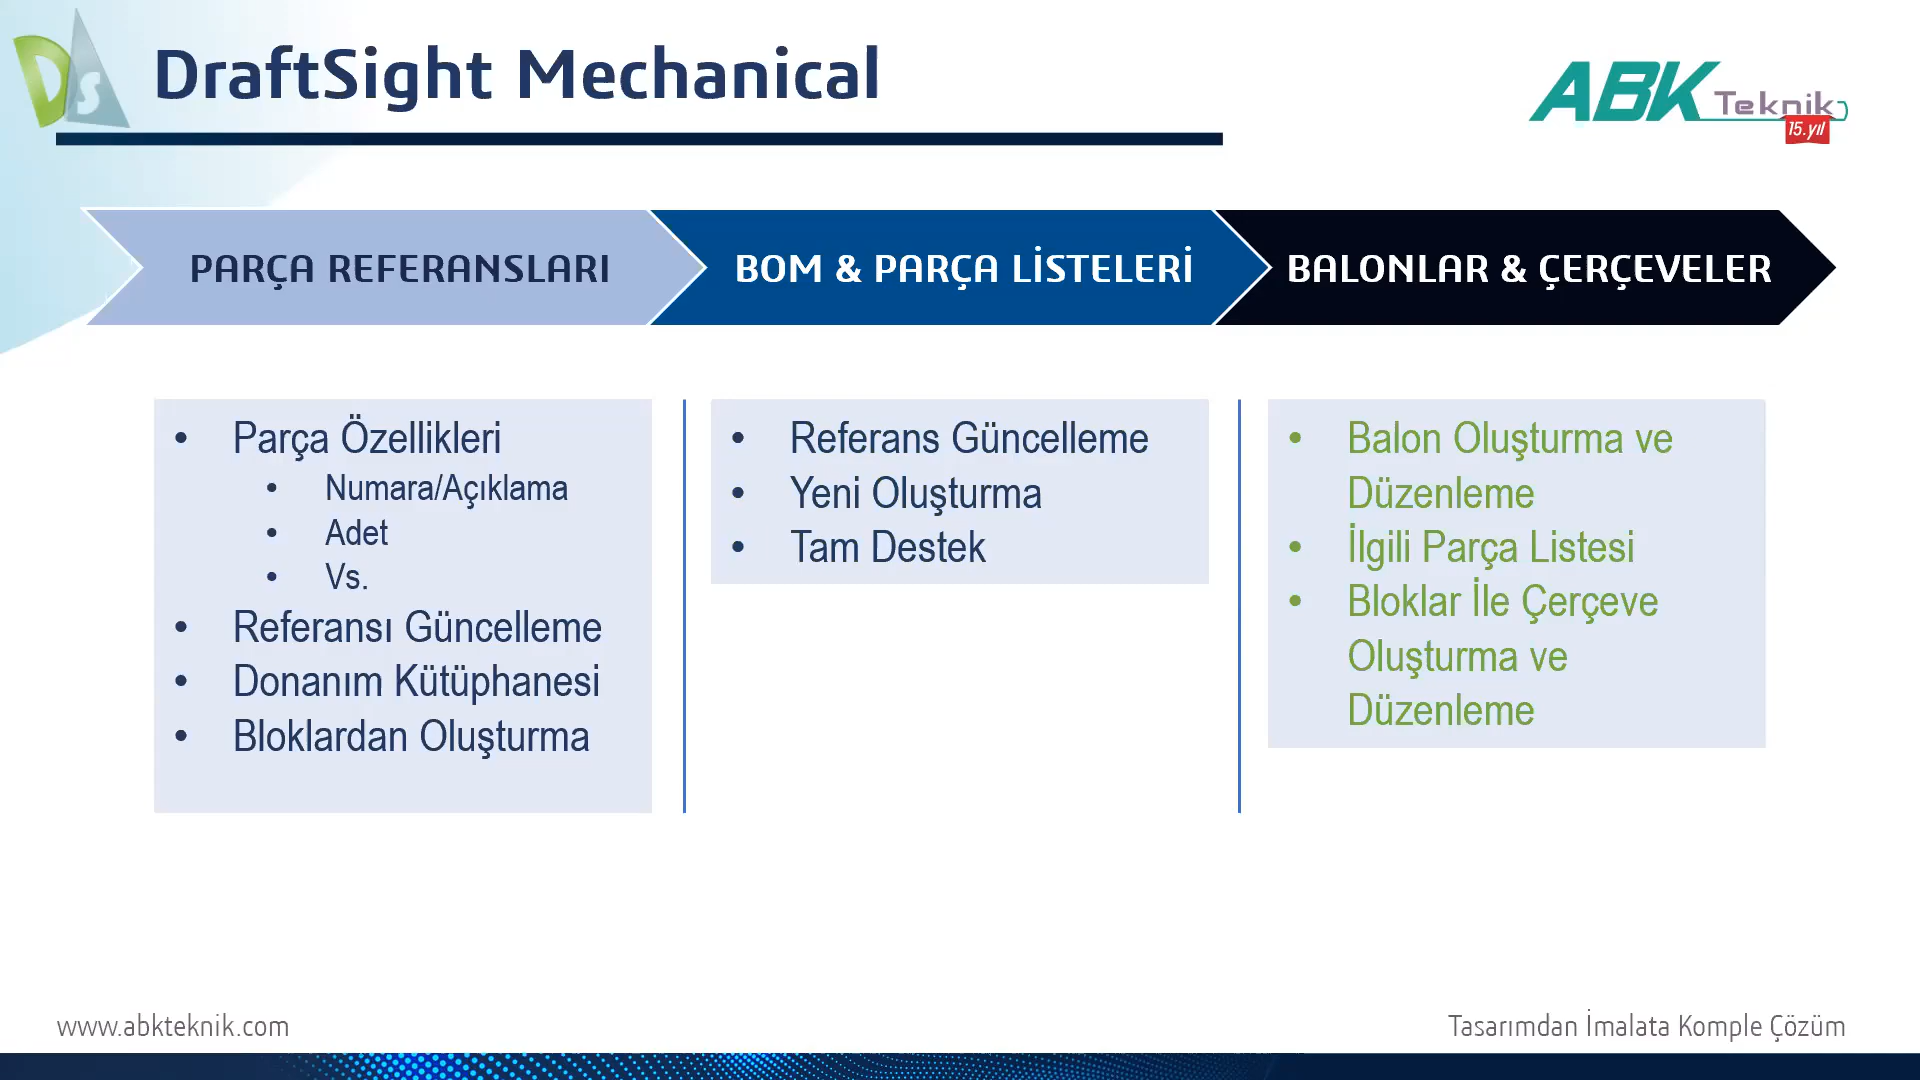 DS
DraftSight Mechanical
ABK Teknik
15.yıl
PARÇA REFERANSLARI
BOM & PARÇA LİSTELERİ
BALONLAR & ÇERÇEVELER
• Parça Özellikleri
• Numara/Açıklama
• Adet
• Vs.
• Referansı Güncelleme
• Donanım Kütüphanesi
• Bloklardan Oluşturma
• Referans Güncelleme
• Yeni Oluşturma
• Tam Destek
• Balon Oluşturma ve
Düzenleme
• İlgili Parça Listesi
• Bloklar İle Çerçeve
Oluşturma ve
Düzenleme
www.abkteknik.com
Tasarımdan İmalata Komple Çözüm